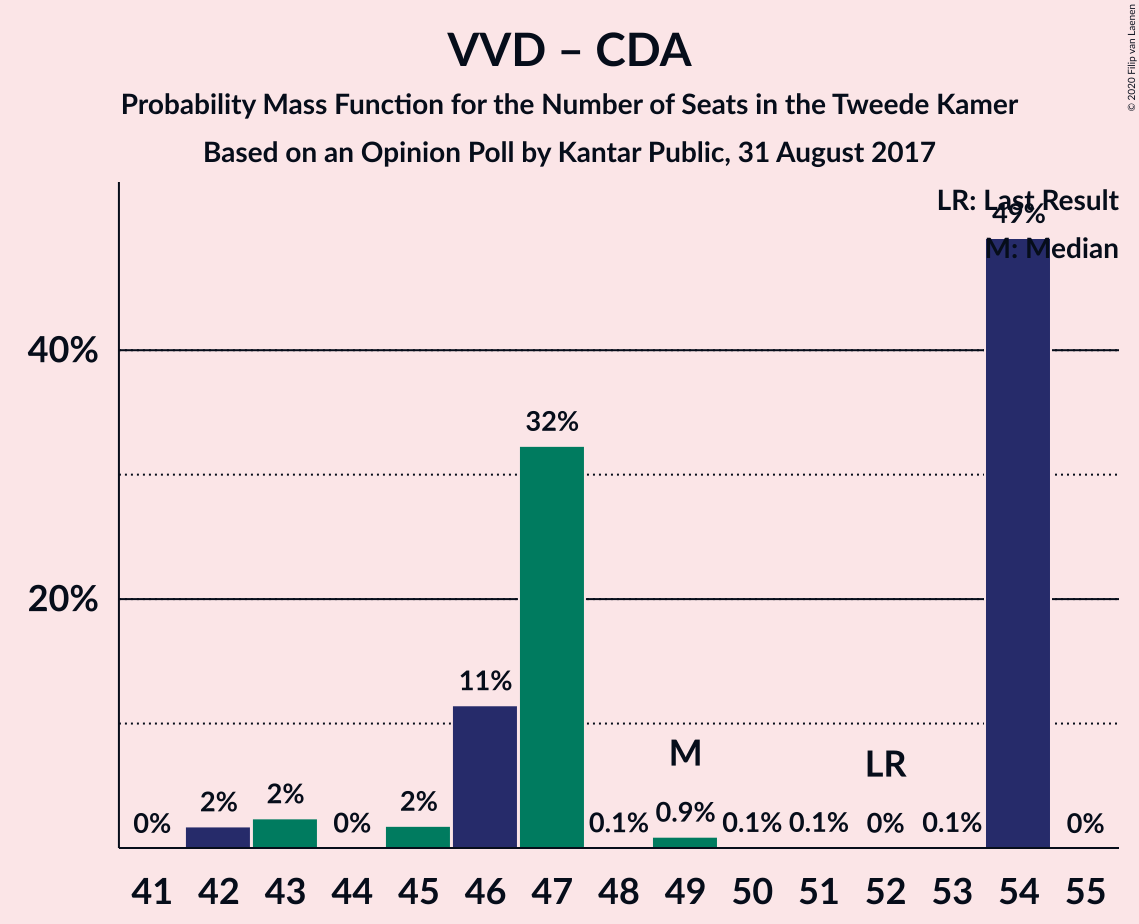 VVD – CDA
Probability Mass Function for the Number of Seats in the Tweede Kamer
Based on an Opinion Poll by Kantar Public, 31 August 2017
© 2020 Filip van Laenen
LR: Last Result
M: Median
40%
20%
0%
2%
2%
0%
2%
11%
32%
0.1%
0.9%
0.1%
0.1%
0%
0.1%
49%
0%
M
LR
41 42 43 44 45 46 47 48 49 50 51 52 53 54 55